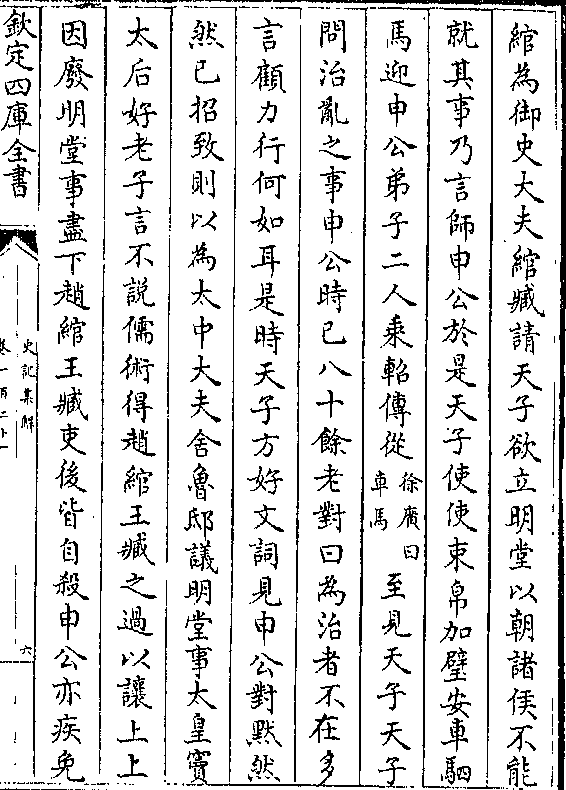 綰為御史大夫綰臧請天子欲立明堂以朝諸侯不能
就其事乃言師申公於是天子使使束帛加璧安車駟
馬迎申公弟子二人乘軺傳從徐廣曰車馬至見天子天子
問治亂之事申公時已八十餘老對曰為治者不在多
言顧力行何如耳是時天子方好文詞見申公對默然
然已招致則以為太中大夫舍魯邸議明堂事太皇竇
太后好老子言不說儒術得趙綰王臧之過以讓上上
因廢明堂事盡下趙綰王臧吏後皆自殺申公亦疾免
欽定四庫全書
史記集解
卷一百二十一
六